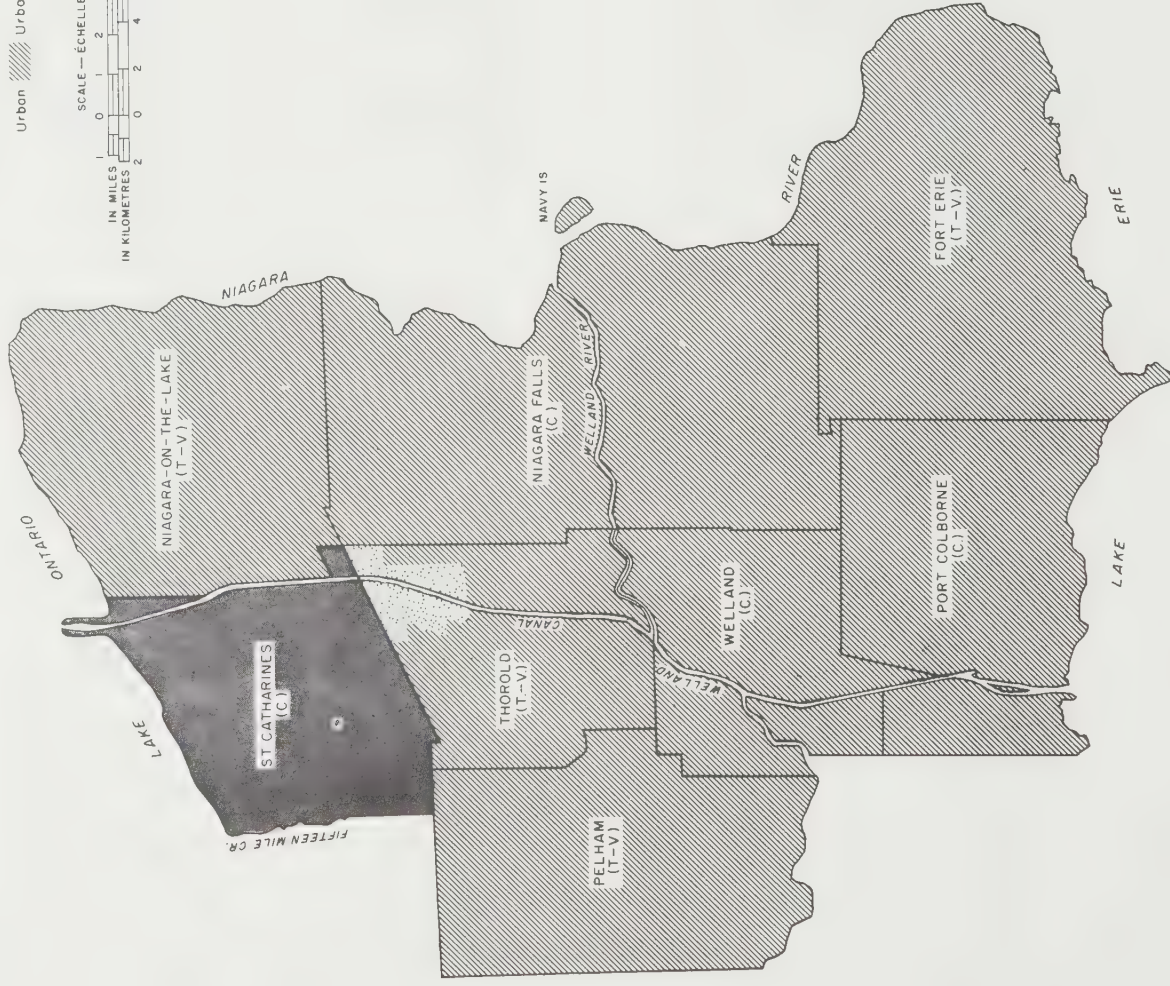 Urban Urba
SCALE — ÉCHELLE
1 0 1 2 4
IN MILES
IN KILOMETRES
2 0 2 4
LAKE ONTARIO
NIAGARA
NIAGARA-ON-THE-LAKE
(T-V)
ST CATHARINES
(C)
FIFTEEN MILE CR.
NAVY IS
NIAGARA FALLS
(C)
WELLAND RIVER
THOROLD
(T-V.)
CANAL
WELLAND
PELHAM
(T-V)
WELLAND
(C.)
RIVER
FORT ERIE
(T-V.)
PORT COLBORNE
(C.)
LAKE ERIE